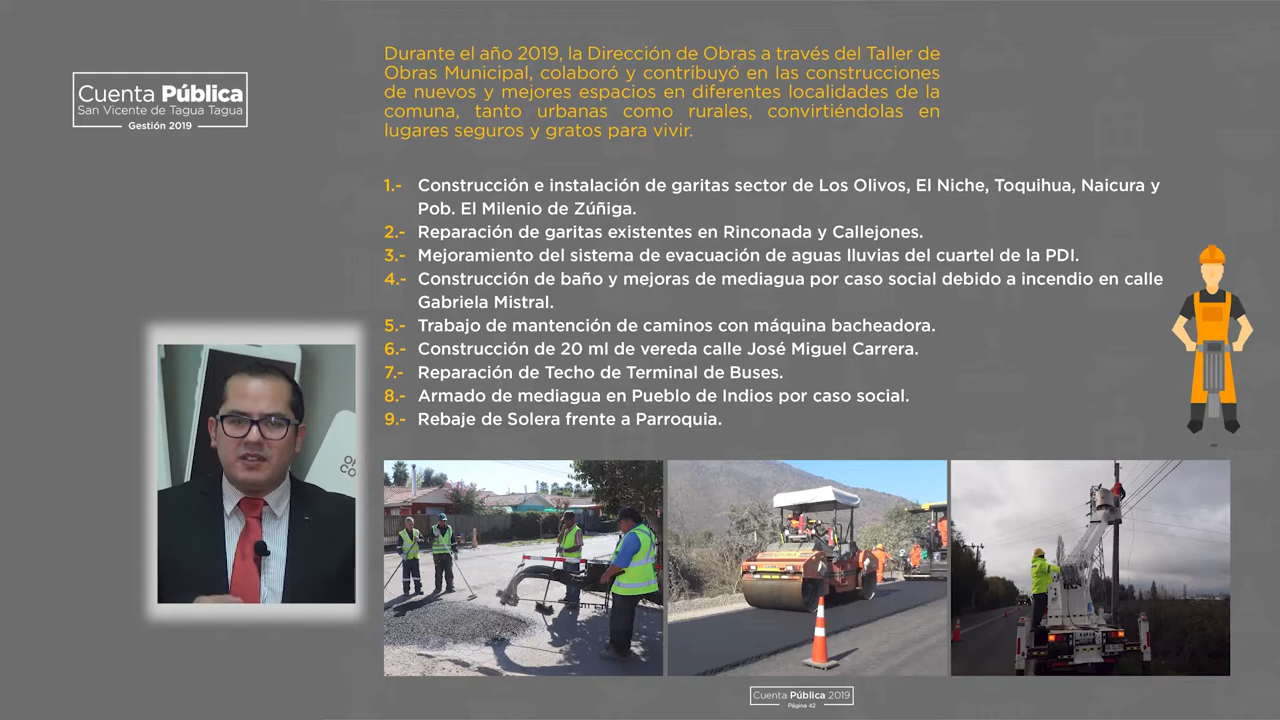 Cuenta Pública
San Vicente de Tagua Tagua
Gestión 2019
Durante el año 2019, la Dirección de Obras a través del Taller de
Obras Municipal, colaboró y contribuyó en las construcciones
de nuevos y mejores espacios en diferentes localidades de la
comuna, tanto urbanas como rurales, convirtiéndolas en
lugares seguros y gratos para vivir.
1.- Construcción e instalación de garitas sector de Los Olivos, El Niche, Toquihua, Naicura y
Pob. El Milenio de Zúñiga.
2.- Reparación de garitas existentes en Rinconada y Callejones.
3.- Mejoramiento del sistema de evacuación de aguas lluvias del cuartel de la PDI.
4.- Construcción de baño y mejoras de mediagua por caso social debido a incendio en calle
Gabriela Mistral.
5.- Trabajo de mantención de caminos con máquina bacheadora.
6.- Construcción de 20 ml de vereda calle José Miguel Carrera.
7.- Reparación de Techo de Terminal de Buses.
8.- Armado de mediagua en Pueblo de Indios por caso social.
9.- Rebaje de Solera frente a Parroquia.
Cuenta Pública 2019
Página 42